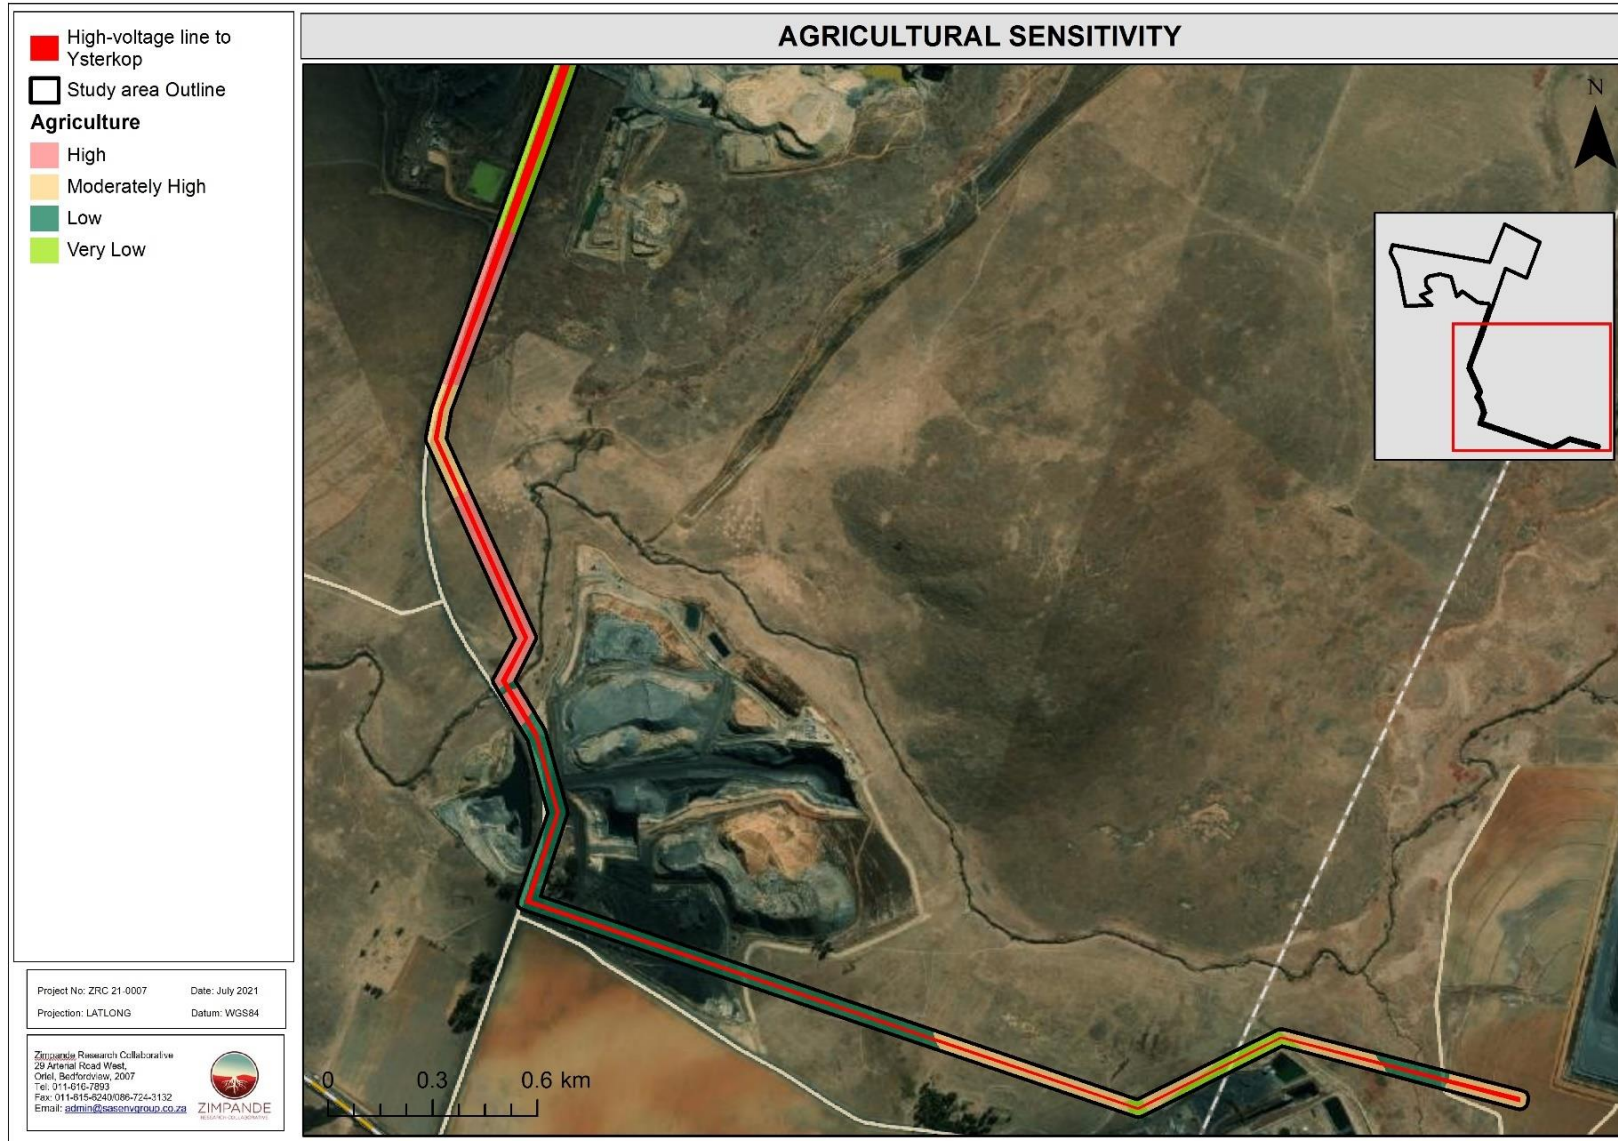 AGRICULTURAL SENSITIVITY
High-voltage line to
Ysterkop
Study area Outline
Agriculture
High
Moderately High
Low
Very Low
N
0 0.3 0.6 km
Project No: ZRC 21-0007 Date: July 2021
Projection: LATLONG Datum: WGS84
Zimpande Research Collaborative
29 Arterial Road West,
Oriel, Bedfordview, 2007
Tel: 011-616-7893
Fax: 011-615-6240/086-724-3132
Email: admin@sasenvgroup.co.za
ZIMPANDE
RESEARCH COLLABORATIVE